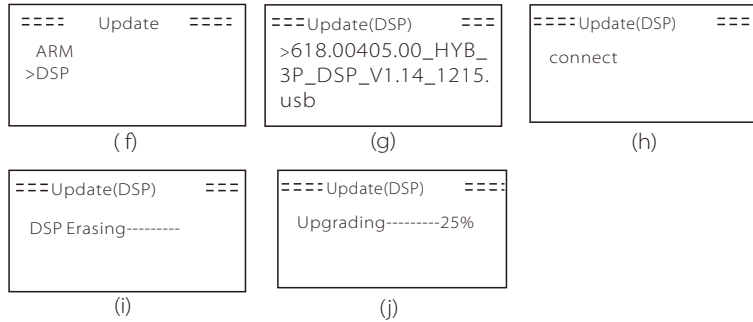 ==== Update ====
ARM
>DSP
( f)
===Update(DSP) ===
>618.00405.00_HYB_
3P_DSP_V1.14_1215.
usb
(g)
====Update(DSP) ===
connect
(h)
===Update(DSP) ===
DSP Erasing---------
(i)
====Update(DSP) ====
Upgrading---------25%
(j)